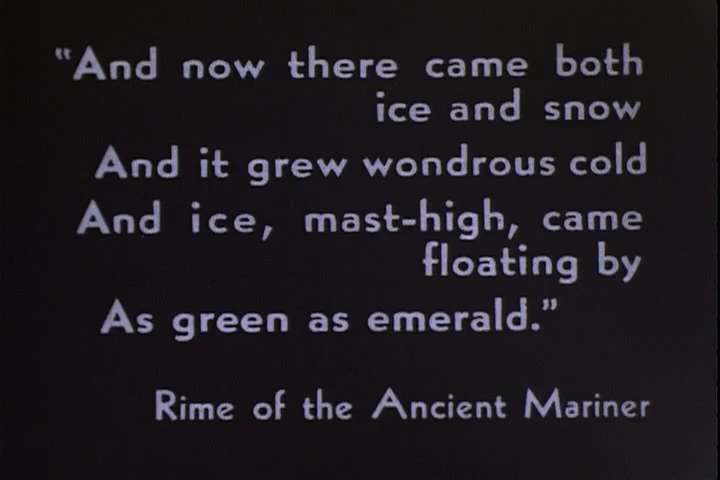 “And now there came both
ice and snow
And it grew wondrous cold
And ice, mast-high, came
floating by
As green as emerald.”
Rime of the Ancient Mariner